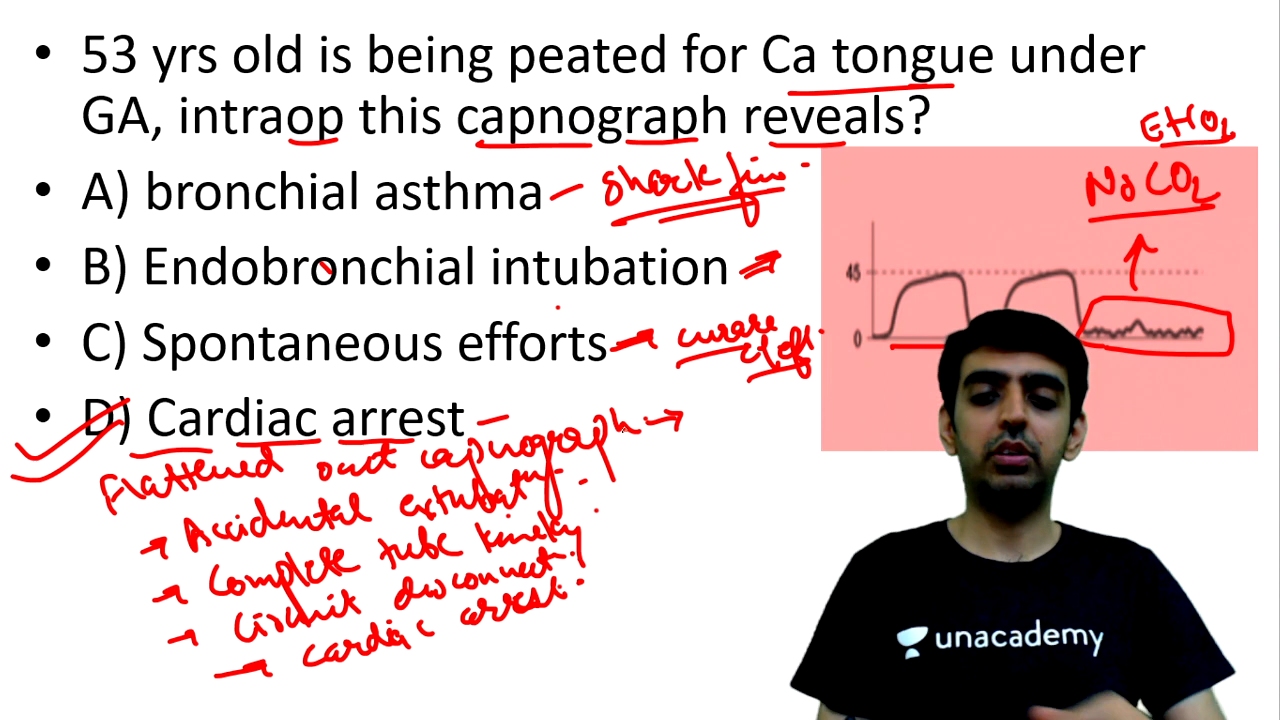 • 53 yrs old is being peated for Ca tongue under
GA, intraop this capnograph reveals?
• A) bronchial asthma
shark fin
• B) Endobronchial intubation
• C) Spontaneous efforts
curare cleft
• D) Cardiac arrest
Flattened out capnograph →
→ Accidental extubation
→ Complete tube kinking
→ Circuit disconnect
→ cardiac arrest
No CO2
45
0
unacademy